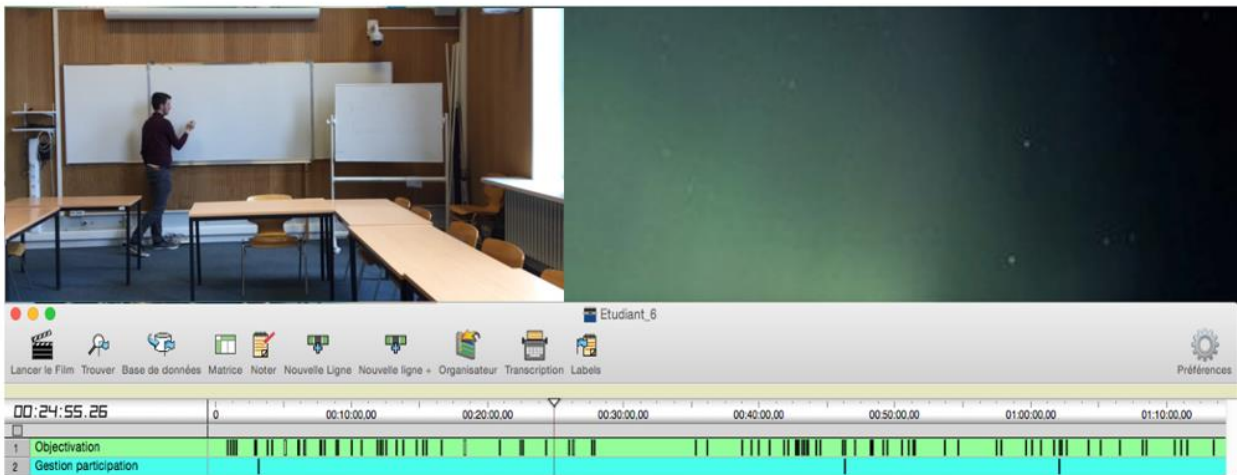 Etudiant_6
Lancer le Film Trouver Base de données Matrice Noter Nouvelle Ligne Nouvelle ligne + Organisateur Transcription Labels Préférences
00:24:55.26 0 00:10:00.00 00:20:00.00 00:30:00.00 00:40:00.00 00:50:00.00 01:00:00.00 01:10:00.00
1 Objectivation
2 Gestion participation